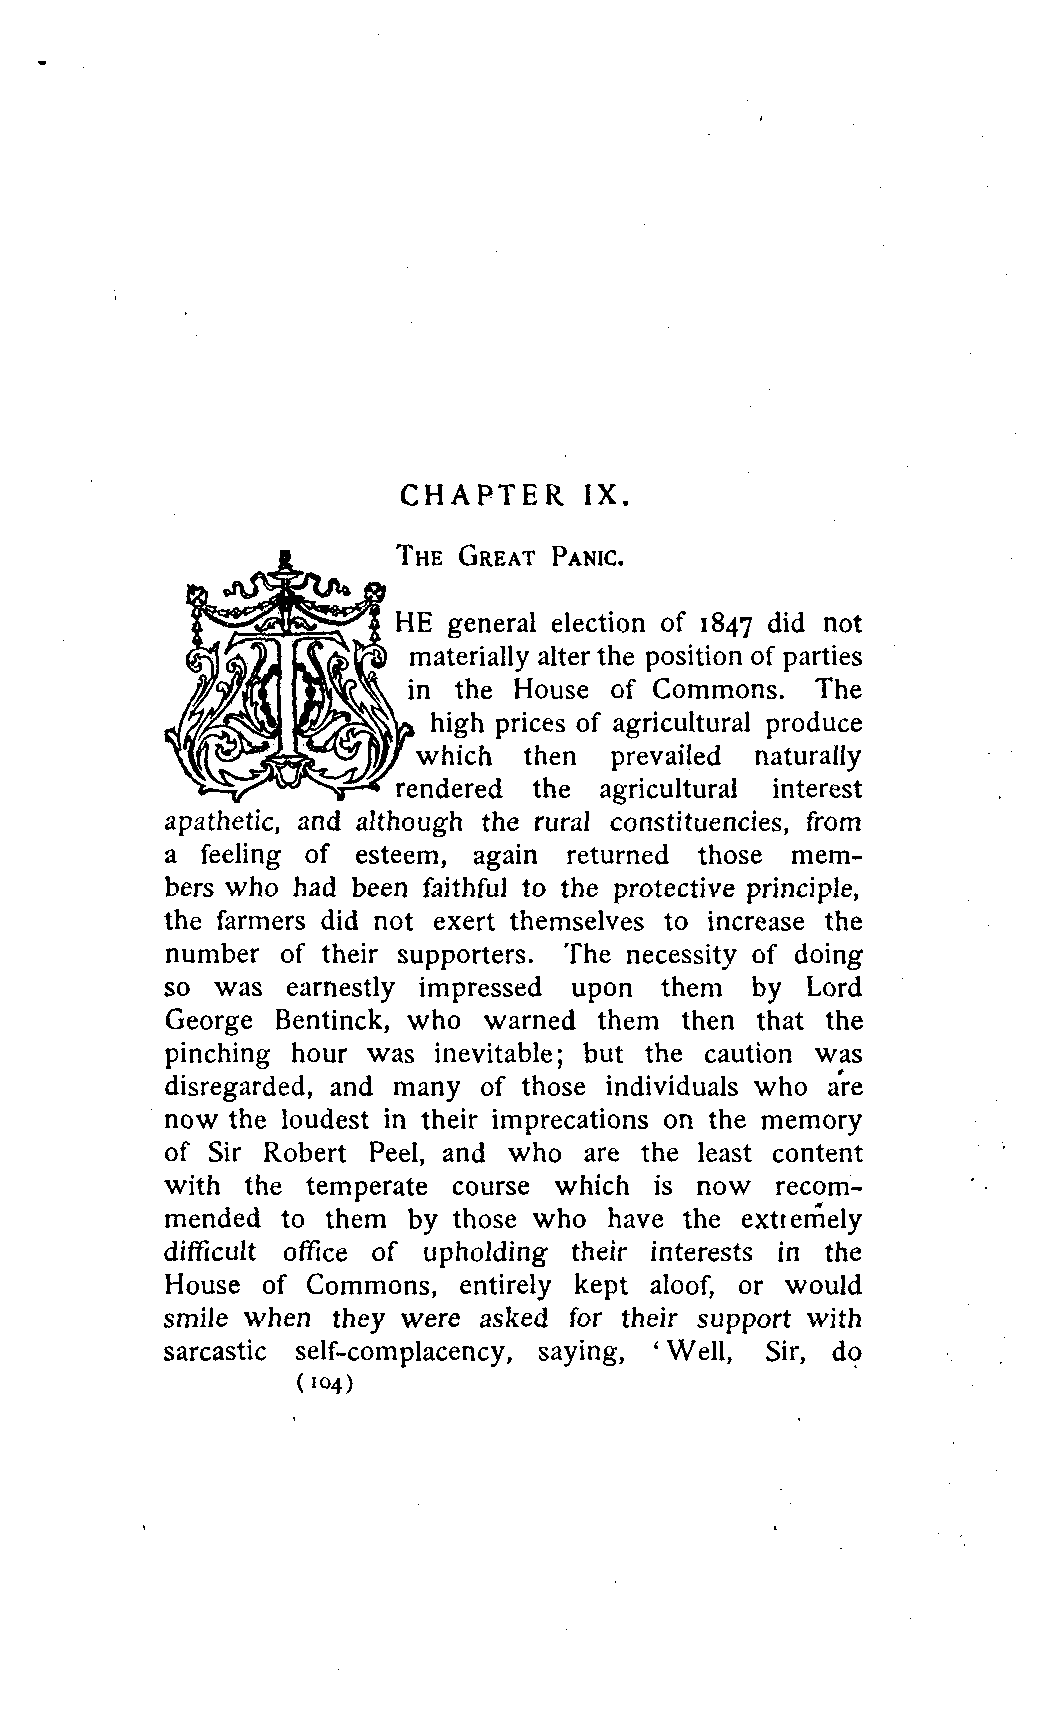 CHAPTER IX.
THE GREAT PANIC.
THE general election of 1847 did not
materially alter the position of parties
in the House of Commons. The
high prices of agricultural produce
which then prevailed naturally
rendered the agricultural interest
apathetic, and although the rural constituencies, from
a feeling of esteem, again returned those mem-
bers who had been faithful to the protective principle,
the farmers did not exert themselves to increase the
number of their supporters. The necessity of doing
so was earnestly impressed upon them by Lord
George Bentinck, who warned them then that the
pinching hour was inevitable; but the caution was
disregarded, and many of those individuals who are
now the loudest in their imprecations on the memory
of Sir Robert Peel, and who are the least content
with the temperate course which is now recom-
mended to them by those who have the extremely
difficult office of upholding their interests in the
House of Commons, entirely kept aloof, or would
smile when they were asked for their support with
sarcastic self-complacency, saying, ‘Well, Sir, do
(104)